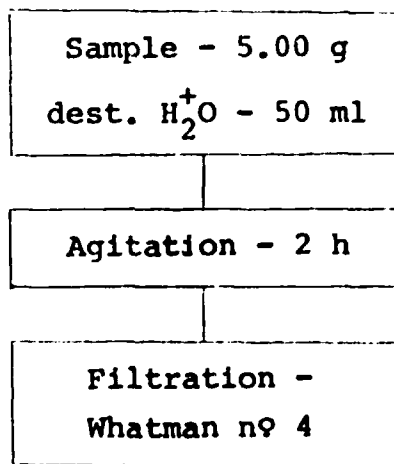 Sample - 5.00 g
+
dest. H₂O - 50 ml
Agitation - 2 h
Filtration -
Whatman nº 4